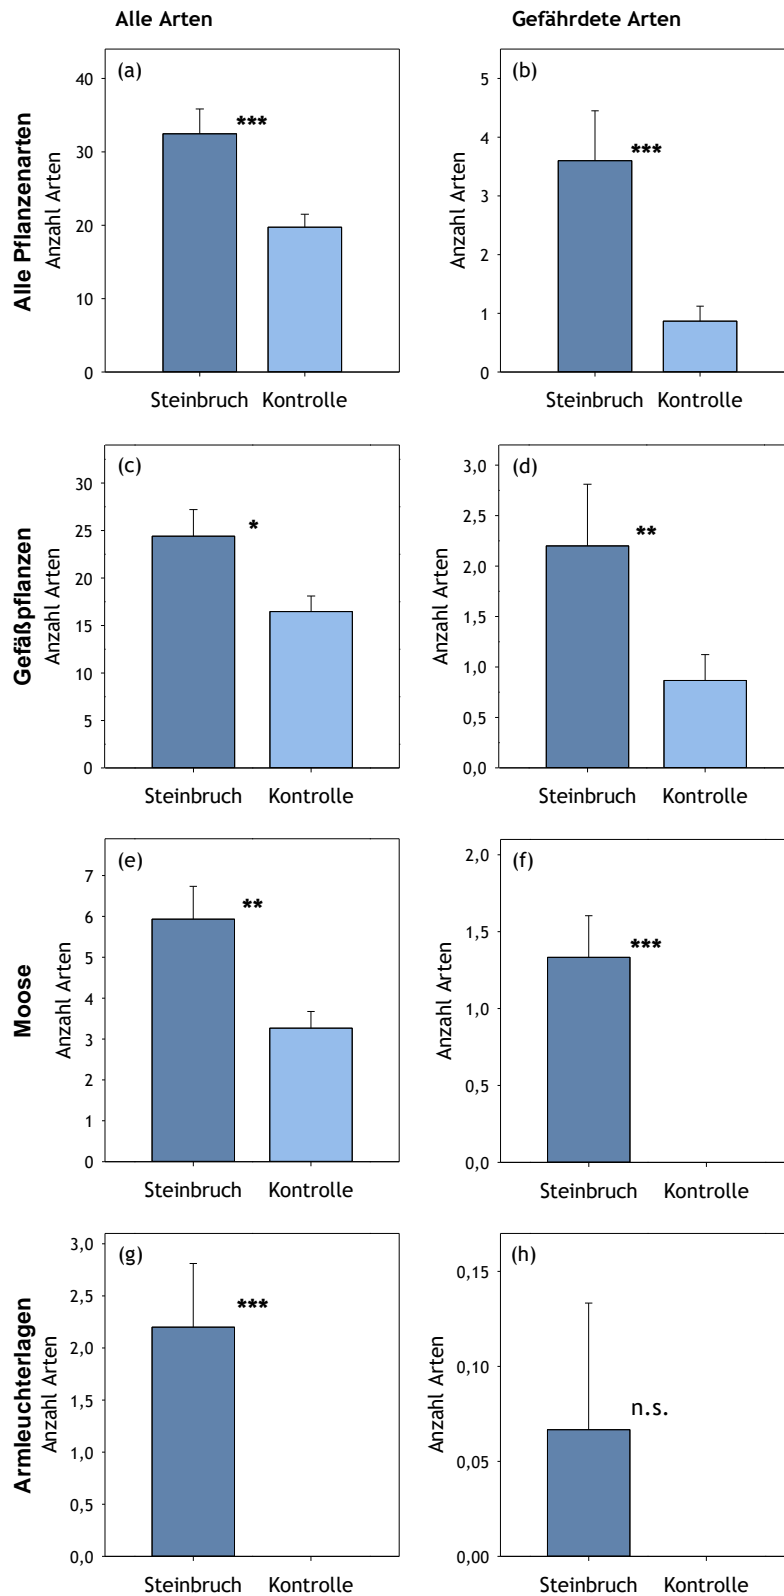 Alle Arten
Gefährdete Arten
Alle Pflanzenarten
Anzahl Arten
(a)
40
30
20
10
0
***
Steinbruch Kontrolle
Anzahl Arten
(b)
5
4
3
2
1
0
***
Steinbruch Kontrolle
Gefäßpflanzen
Anzahl Arten
(c)
30
25
20
15
10
5
0
*
Steinbruch Kontrolle
Anzahl Arten
(d)
3,0
2,5
2,0
1,5
1,0
0,5
0,0
**
Steinbruch Kontrolle
Moose
Anzahl Arten
(e)
7
6
5
4
3
2
1
0
**
Steinbruch Kontrolle
Anzahl Arten
(f)
2,0
1,5
1,0
0,5
0,0
***
Steinbruch Kontrolle
Armleuchterlagen
Anzahl Arten
(g)
3,0
2,5
2,0
1,5
1,0
0,5
0,0
***
Steinbruch Kontrolle
Anzahl Arten
(h)
0,15
0,10
0,05
0,00
n.s.
Steinbruch Kontrolle